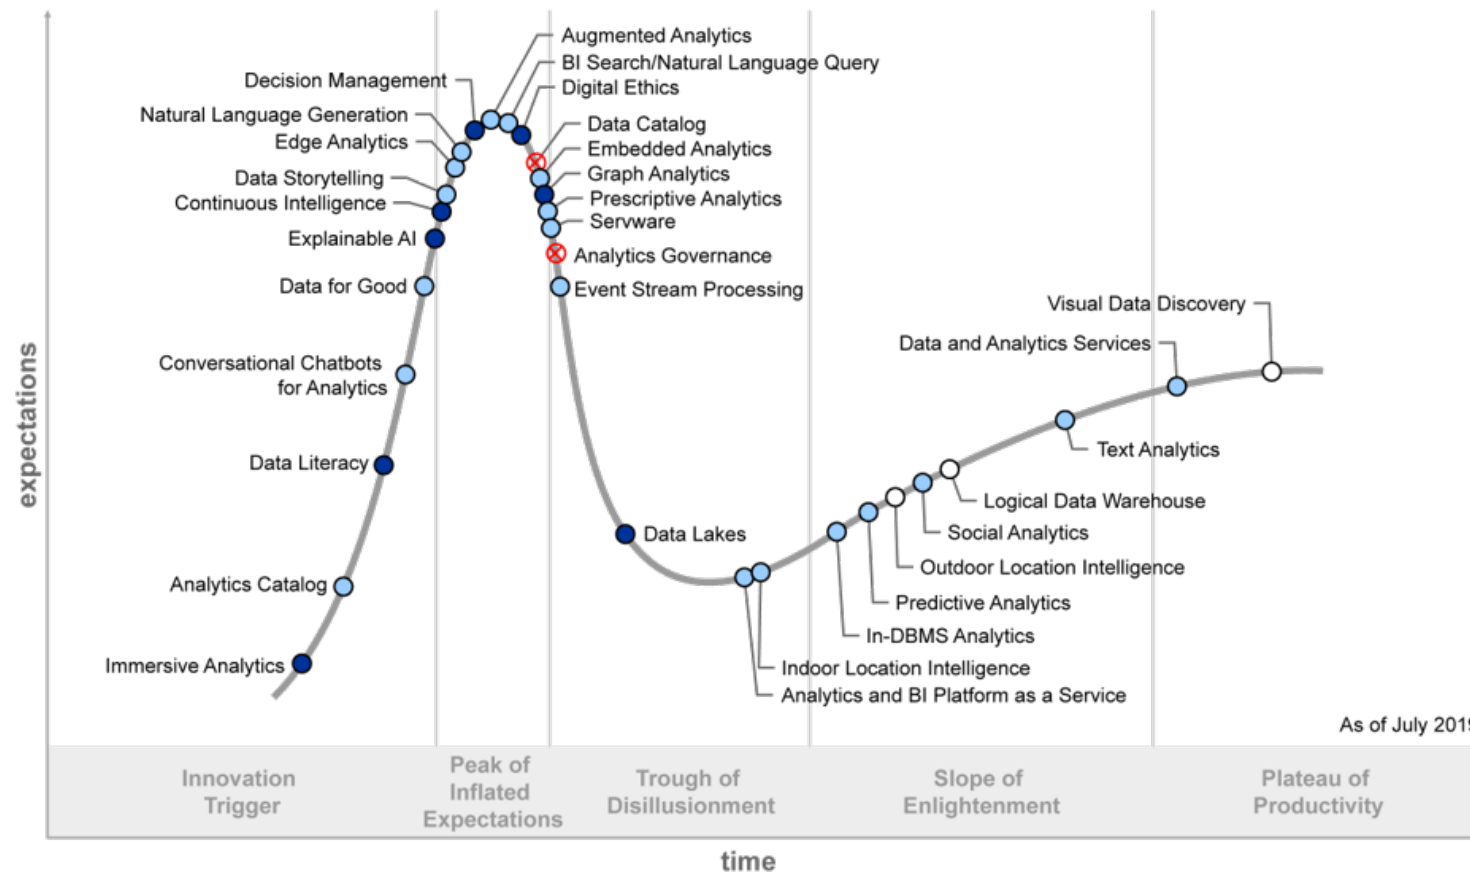 Augmented Analytics
BI Search/Natural Language Query
Decision Management
Digital Ethics
Natural Language Generation
Data Catalog
Edge Analytics
Embedded Analytics
Data Storytelling
Graph Analytics
Continuous Intelligence
Prescriptive Analytics
Servware
Explainable AI
Analytics Governance
Data for Good
Event Stream Processing
Visual Data Discovery
Data and Analytics Services
Conversational Chatbots
for Analytics
expectations
Text Analytics
Data Literacy
Logical Data Warehouse
Data Lakes
Social Analytics
Outdoor Location Intelligence
Analytics Catalog
Predictive Analytics
In-DBMS Analytics
Immersive Analytics
Indoor Location Intelligence
Analytics and BI Platform as a Service
As of July 2019
Innovation
Trigger
Peak of
Inflated
Expectations
Trough of
Disillusionment
Slope of
Enlightenment
Plateau of
Productivity
time